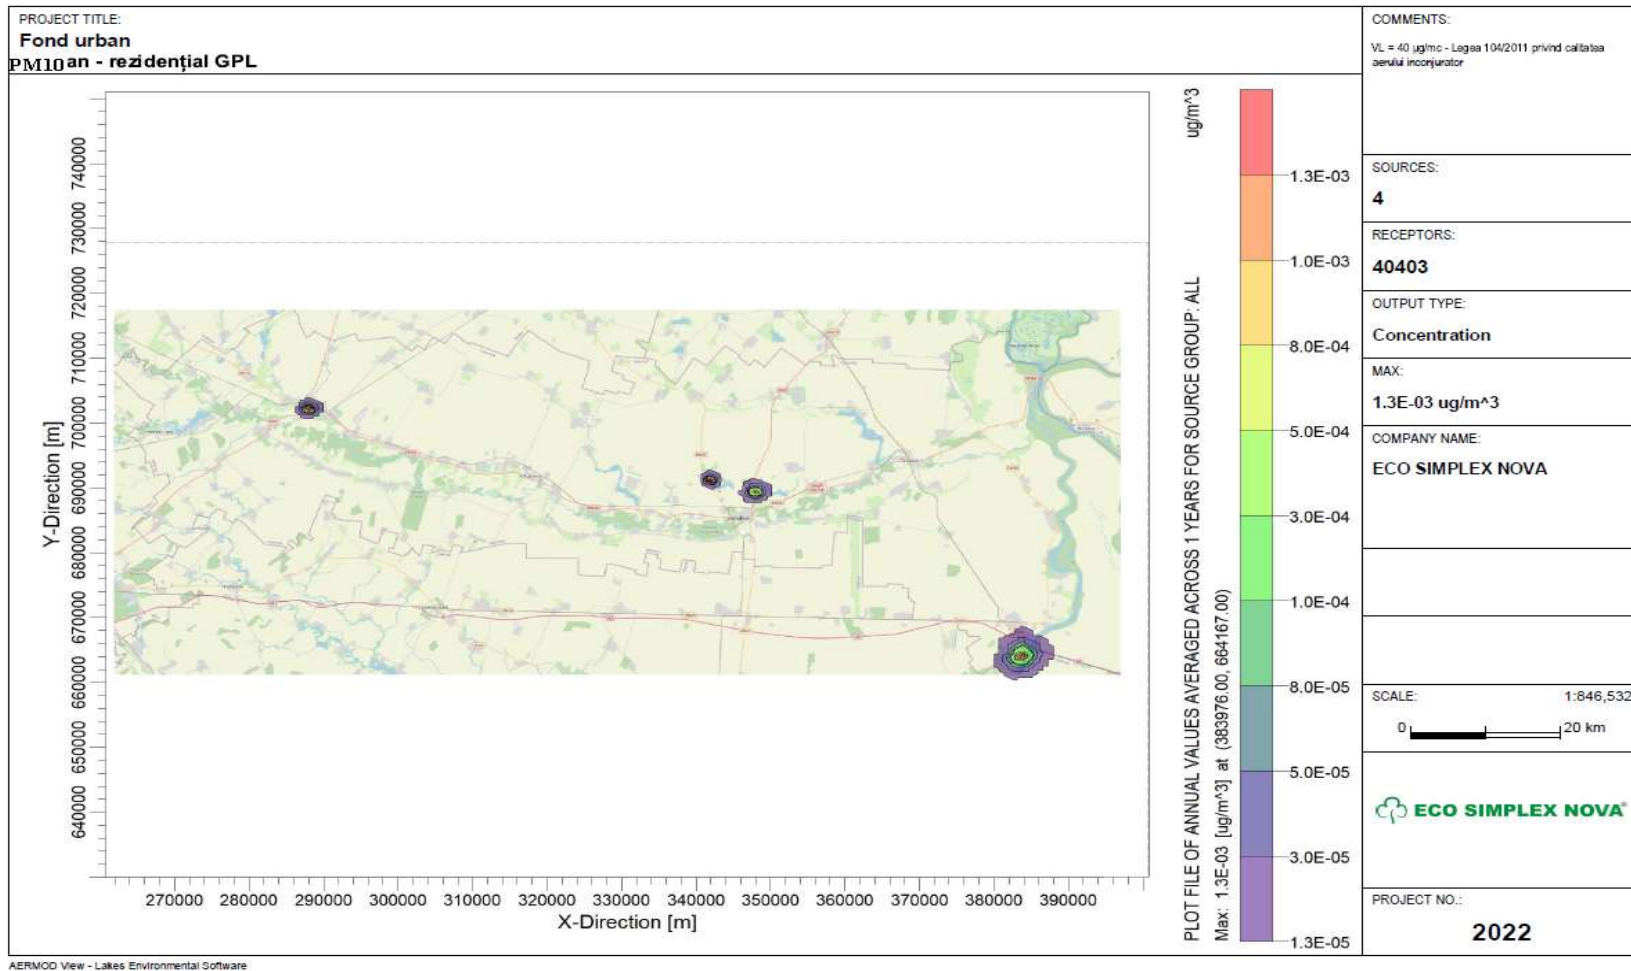 PROJECT TITLE:
Fond urban
PM10 an - rezidențial GPL
COMMENTS:
VL = 40 µg/mc - Legea 104/2011 privind calitatea
aerului inconjurator
SOURCES:
4
RECEPTORS:
40403
OUTPUT TYPE:
Concentration
MAX:
1.3E-03 ug/m^3
COMPANY NAME:
ECO SIMPLEX NOVA
SCALE:
1:846,532
0
20 km
ECO SIMPLEX NOVA®
PROJECT NO.:
2022
Y-Direction [m]
740000
730000
720000
710000
700000
690000
680000
670000
660000
650000
640000
270000 280000 290000 300000 310000 320000 330000 340000 350000 360000 370000 380000 390000
X-Direction [m]
PLOT FILE OF ANNUAL VALUES AVERAGED ACROSS 1 YEARS FOR SOURCE GROUP: ALL
ug/m^3
Max: 1.3E-03 [ug/m^3] at (383976.00, 664167.00)
1.3E-03
1.0E-03
8.0E-04
5.0E-04
3.0E-04
1.0E-04
8.0E-05
5.0E-05
3.0E-05
1.3E-05
AERMOD View - Lakes Environmental Software